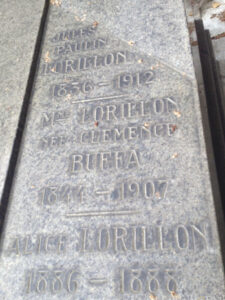 JULES
PAULIN
LORILLON
1836 – 1912
Mme LORILLON
NÉE CLÉMENCE
BUFFA
1844 – 1907
ALICE LORILLON
1886 – 1888